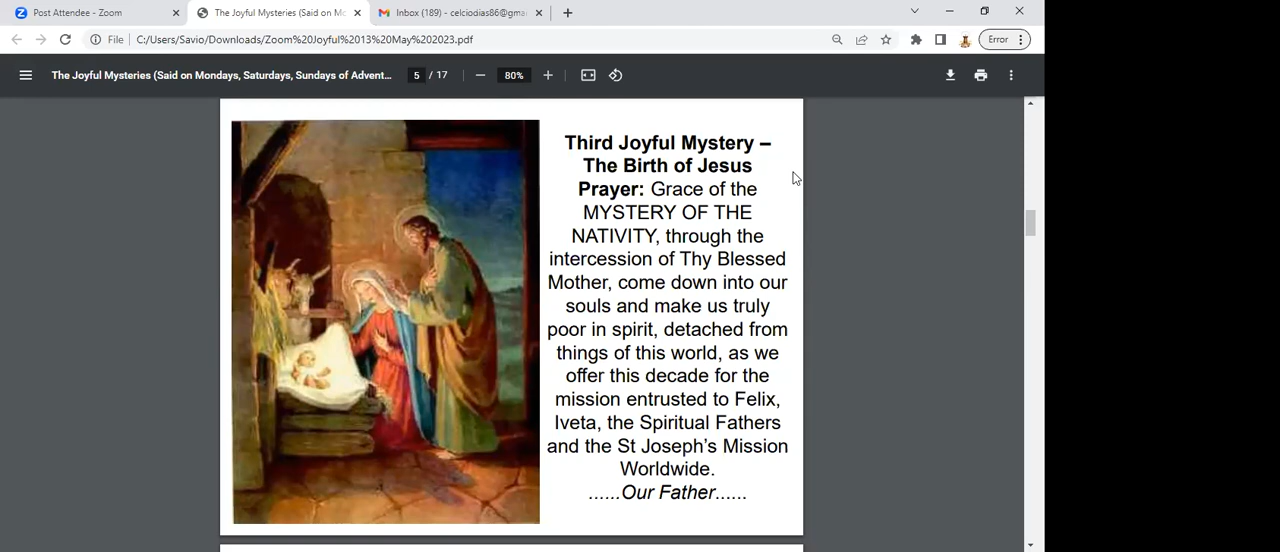 Post Attendee - Zoom
The Joyful Mysteries (Said on Mo
Inbox (189) - celciodias86@gma
File
C:/Users/Savio/Downloads/Zoom%20Joyful%2013%20May%202023.pdf
Error
The Joyful Mysteries (Said on Mondays, Saturdays, Sundays of Advent...
5 / 17
80%
Third Joyful Mystery –
The Birth of Jesus
Prayer: Grace of the
MYSTERY OF THE
NATIVITY, through the
intercession of Thy Blessed
Mother, come down into our
souls and make us truly
poor in spirit, detached from
things of this world, as we
offer this decade for the
mission entrusted to Felix,
Iveta, the Spiritual Fathers
and the St Joseph's Mission
Worldwide.
......Our Father......